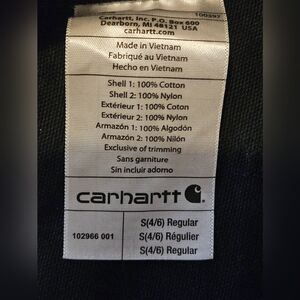 100397
Carhartt, Inc. P.O. Box 600
Dearborn, MI 48121 USA
carhartt.com
Made in Vietnam
Fabriqué au Vietnam
Hecho en Vietnam
Shell 1: 100% Cotton
Shell 2: 100% Nylon
Extérieur 1: 100% Coton
Extérieur 2: 100% Nylon
Armazón 1: 100% Algodón
Armazón 2: 100% Nilón
Exclusive of trimming
Sans garniture
Sin incluir adorno
carhartt
102966 001
S(4/6) Regular
S(4/6) Régulier
S(4/6) Regular